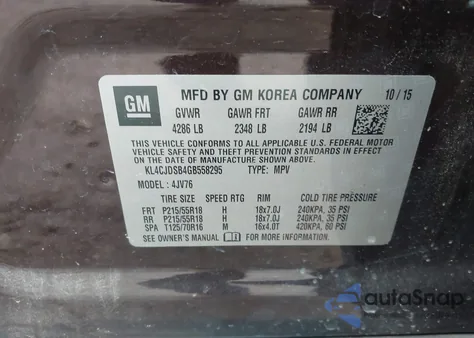 GM
MFD BY GM KOREA COMPANY 10/15
GVWR GAWR FRT GAWR RR
4286 LB 2348 LB 2194 LB
THIS VEHICLE CONFORMS TO ALL APPLICABLE U.S. FEDERAL MOTOR
VEHICLE SAFETY AND THEFT PREVENTION STANDARDS IN EFFECT
ON THE DATE OF MANUFACTURE SHOWN ABOVE.
KLACJDSB4GB558295 TYPE: MPV
MODEL : 4JV76
TIRE SIZE SPEED RTG RIM COLD TIRE PRESSURE
FRT P215/55R18 H 18x7.0J 240KPA, 35 PSI
RR P215/55R18 H 18x7.0J 240KPA, 35 PSI
SPA T125/70R16 M 16x4.0T 420KPA, 60 PSI
SEE OWNER'S MANUAL FOR MORE INFORMATION.
autoSnap